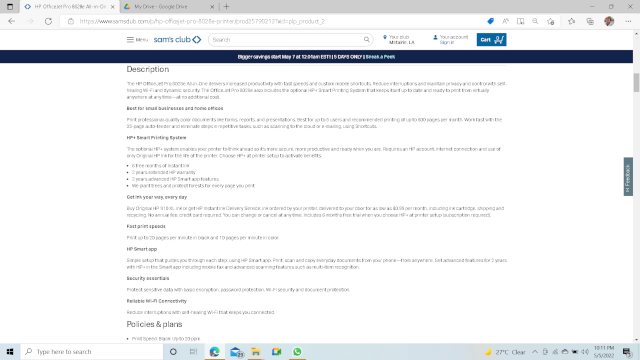 HP OfficeJet Pro 8028e All-in-On
My Drive - Google Drive
https://www.samsclub.com/p/hp-officejet-pro-8028e-printer/prod25790215?xid=plp_product_2
Menu
sam's club
Search
Your club
Metairie, LA
Your account
Sign in
Cart
Bigger savings start May 7 at 12:01am EST! | 5 DAYS ONLY | Sneak a Peek
Description
The HP OfficeJet Pro 8028e All-in-One delivers increased productivity with fast speeds and custom routine shortcuts. Reduce interruptions and maintain privacy and control with self-
healing Wi-Fi and dynamic security. The OfficeJet Pro 8028e also includes the optional HP+ Smart Printing System that keeps itself up to date and ready to print from virtually
anywhere at any time—at no additional cost.
Best for small businesses and home offices
Print professional-quality color documents like forms, reports, and presentations. Best for up to 5 users and recommended printing of up to 600 pages per month. Work fast with the
35-page auto-feeder and eliminate steps in repetitive tasks, such as scanning to the cloud or emailing, using shortcuts.
HP+ Smart Printing System
The optional HP+ system enables your printer to think ahead so it's more secure, more productive and ready when you are. Requires an HP account, internet connection and use of
only Original HP ink for the life of the printer. Choose HP+ at printer setup to activate benefits.
• 6 free months of Instant Ink
• 2 years extended HP warranty
• 2 years advanced HP Smart app features
• We plant trees and protect forests for every page you print
Get ink your way, every day
Buy Original HP 910XL ink or get HP Instant Ink Delivery Service: ink ordered by your printer, delivered to your door for as low as $0.99 per month, including ink cartridge, shipping and
recycling. No annual fee, credit card required. You can change or cancel at any time. Includes 6 months free trial when you choose HP+ at printer setup (subscription required).
Fast print speeds
Print up to 20 pages per minute in black and 10 pages per minute in color.
HP Smart app
Simple setup that guides you through each step, using HP Smart app. Print, scan and copy everyday documents from your phone—from anywhere. Get advanced features for 2 years
with HP+ in the Smart app including mobile fax and advanced scanning features such as multi-item recognition.
Security essentials
Protect sensitive data with basic encryption, password protection, Wi-Fi security and document protection.
Reliable Wi-Fi Connectivity
Reduce interruptions with self-healing Wi-Fi that keeps you connected.
Policies & plans
• Print Speed Black: Up to 20 ppm
Feedback
Type here to search
27°C Clear
10:11 PM
5/5/2022